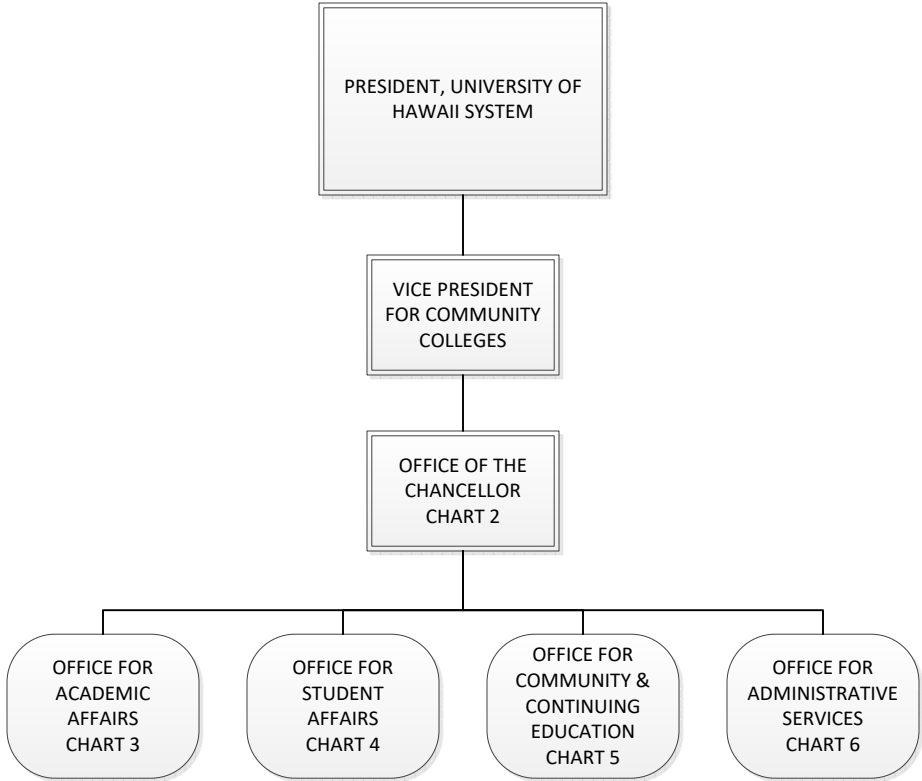 PRESIDENT, UNIVERSITY OF
HAWAII SYSTEM
VICE PRESIDENT
FOR COMMUNITY
COLLEGES
OFFICE OF THE
CHANCELLOR
CHART 2
OFFICE FOR
ACADEMIC
AFFAIRS
CHART 3
OFFICE FOR
STUDENT
AFFAIRS
CHART 4
OFFICE FOR
COMMUNITY &
CONTINUING
EDUCATION
CHART 5
OFFICE FOR
ADMINISTRATIVE
SERVICES
CHART 6